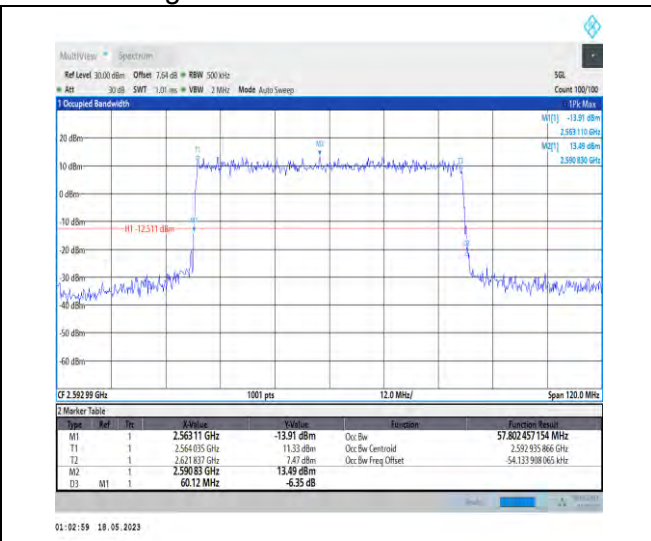 MultiView Spectrum
Ref Level 30.00 dBm Offset 7.64 dB RBW 500 kHz SGL
Att 30 dB SWT 1.01 ms VBW 2 MHz Mode Auto Sweep Count 100/100
1 Occupied Bandwidth 1Pk Max
M1[1] -13.91 dBm
2.563110 GHz
M2[1] 13.49 dBm
2.590830 GHz
20 dBm
M2
T1
T2
10 dBm
0 dBm
-10 dBm
M1
H1 -12.511 dBm
-20 dBm
-30 dBm
-40 dBm
-50 dBm
-60 dBm
CF 2.592 99 GHz 1001 pts 12.0 MHz/ Span 120.0 MHz
2 Marker Table
Type Ref Trc X-Value Y-Value Function Function Result
M1 1 2.563 11 GHz -13.91 dBm Occ Bw 57.802 457 154 MHz
T1 1 2.564 035 GHz 11.33 dBm Occ Bw Centroid 2.592 935 866 GHz
T2 1 2.621 837 GHz 7.47 dBm Occ Bw Freq Offset -54.133 908 065 kHz
M2 1 2.590 83 GHz 13.49 dBm
D3 M1 1 60.12 MHz -6.35 dB
01:02:59 18.05.2023